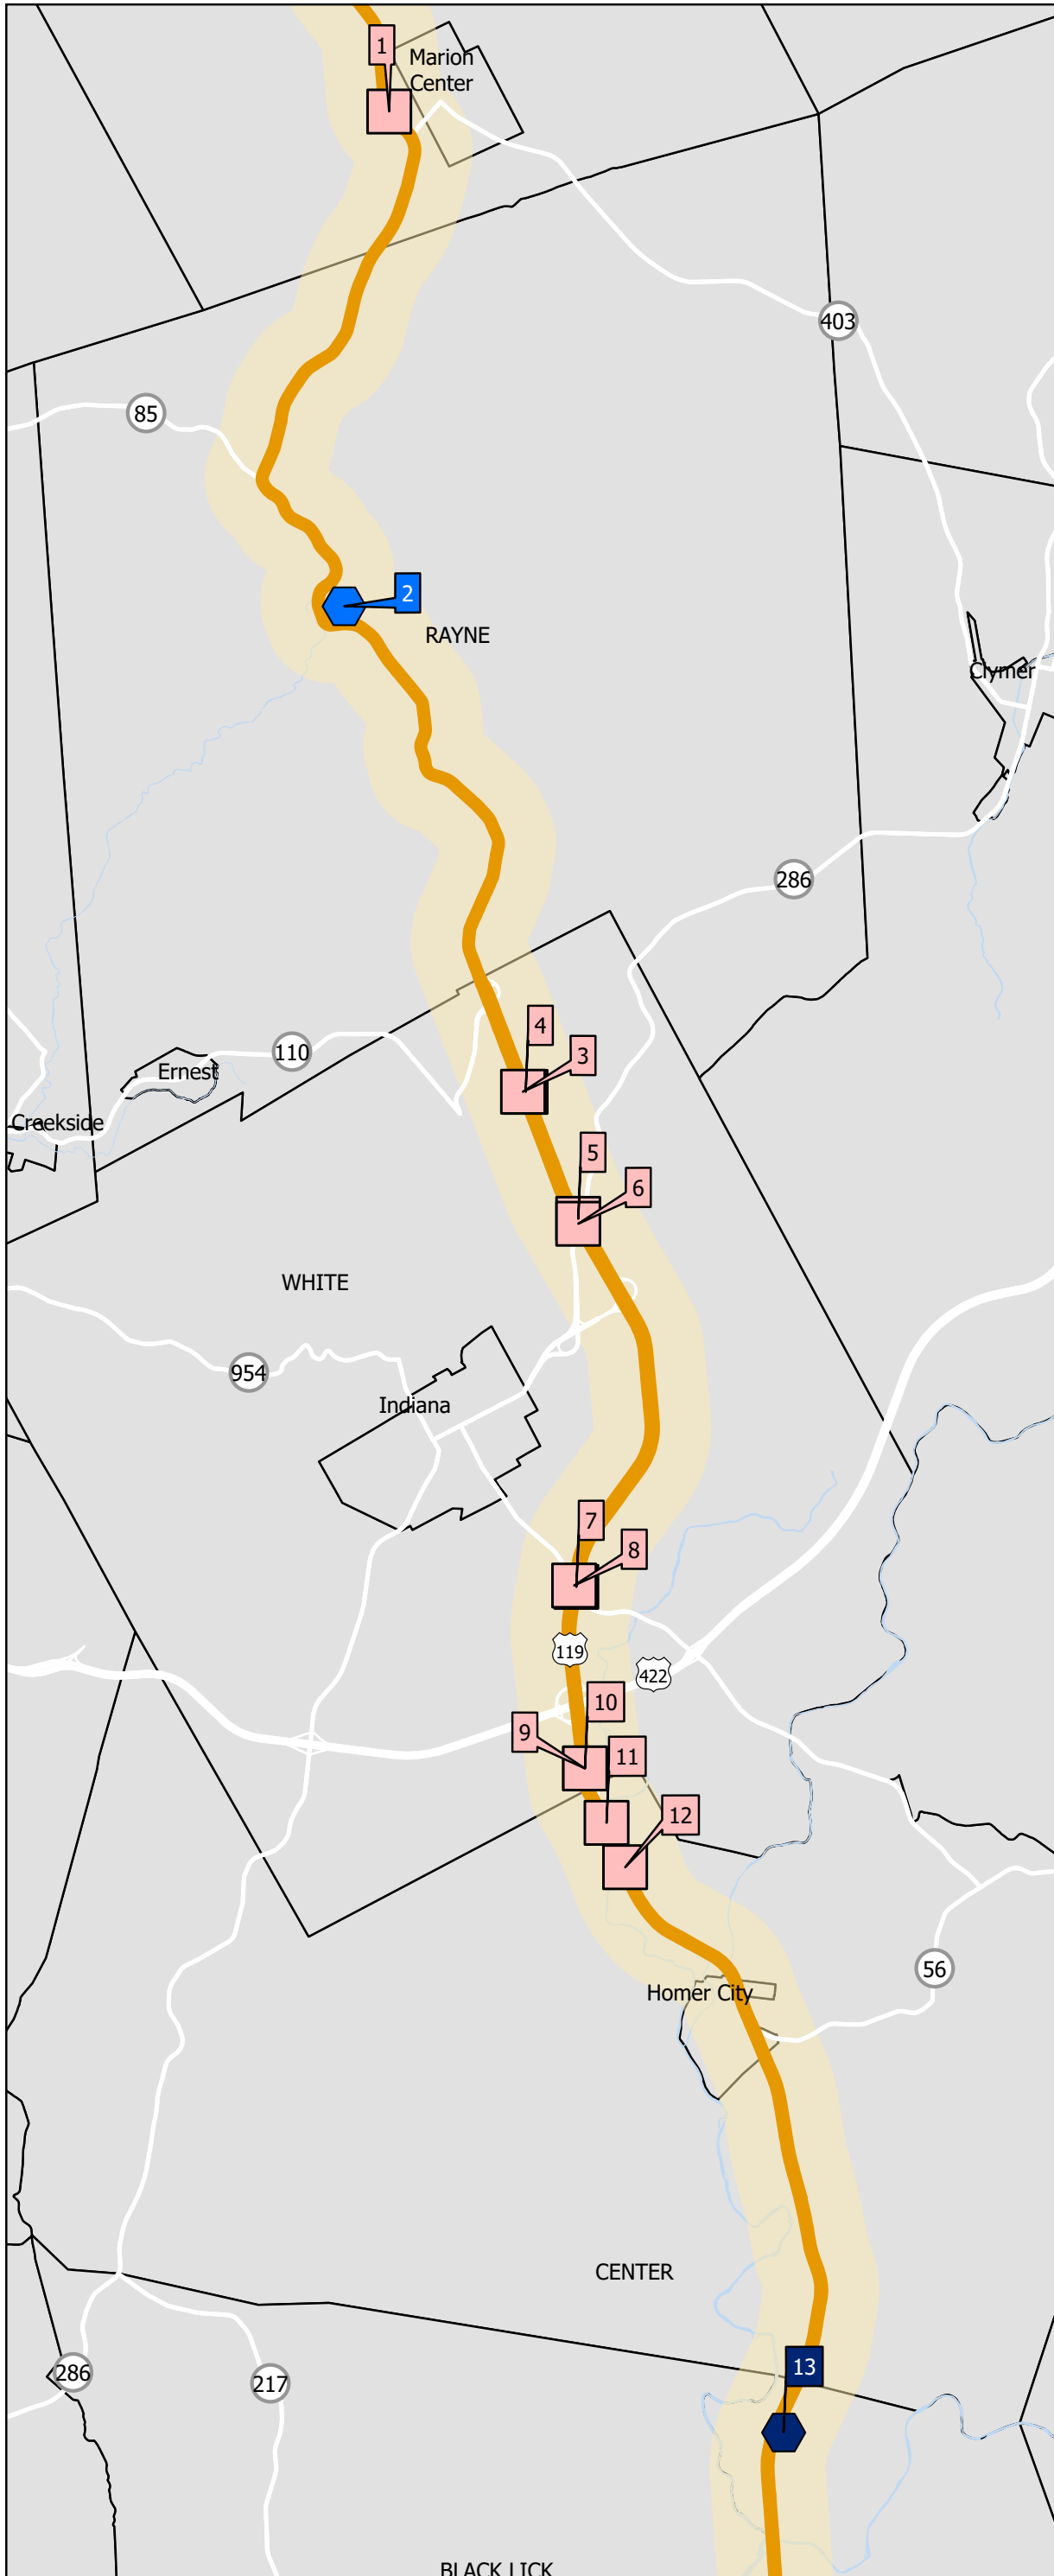 1
Marion
Center
403
85
2
RAYNE
Clymer
286
4
3
110
Ernest
Creekside
5
6
WHITE
954
Indiana
7
8
119
422
10
9
11
12
56
Homer City
CENTER
13
286
217
BLACK LICK